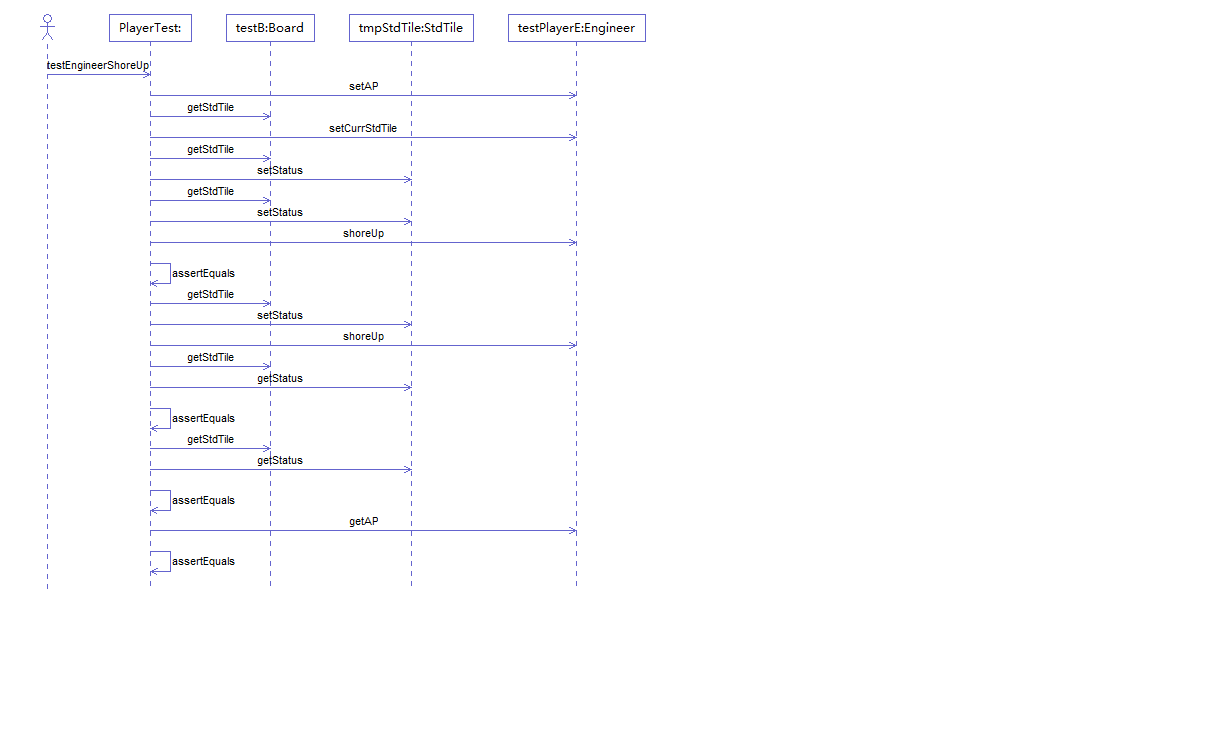 PlayerTest:
testB:Board
tmpStdTile:StdTile
testPlayerE:Engineer
testEngineerShoreUp
setAP
getStdTile
setCurrStdTile
getStdTile
setStatus
getStdTile
setStatus
shoreUp
assertEquals
getStdTile
setStatus
shoreUp
getStdTile
getStatus
assertEquals
getStdTile
getStatus
assertEquals
getAP
assertEquals